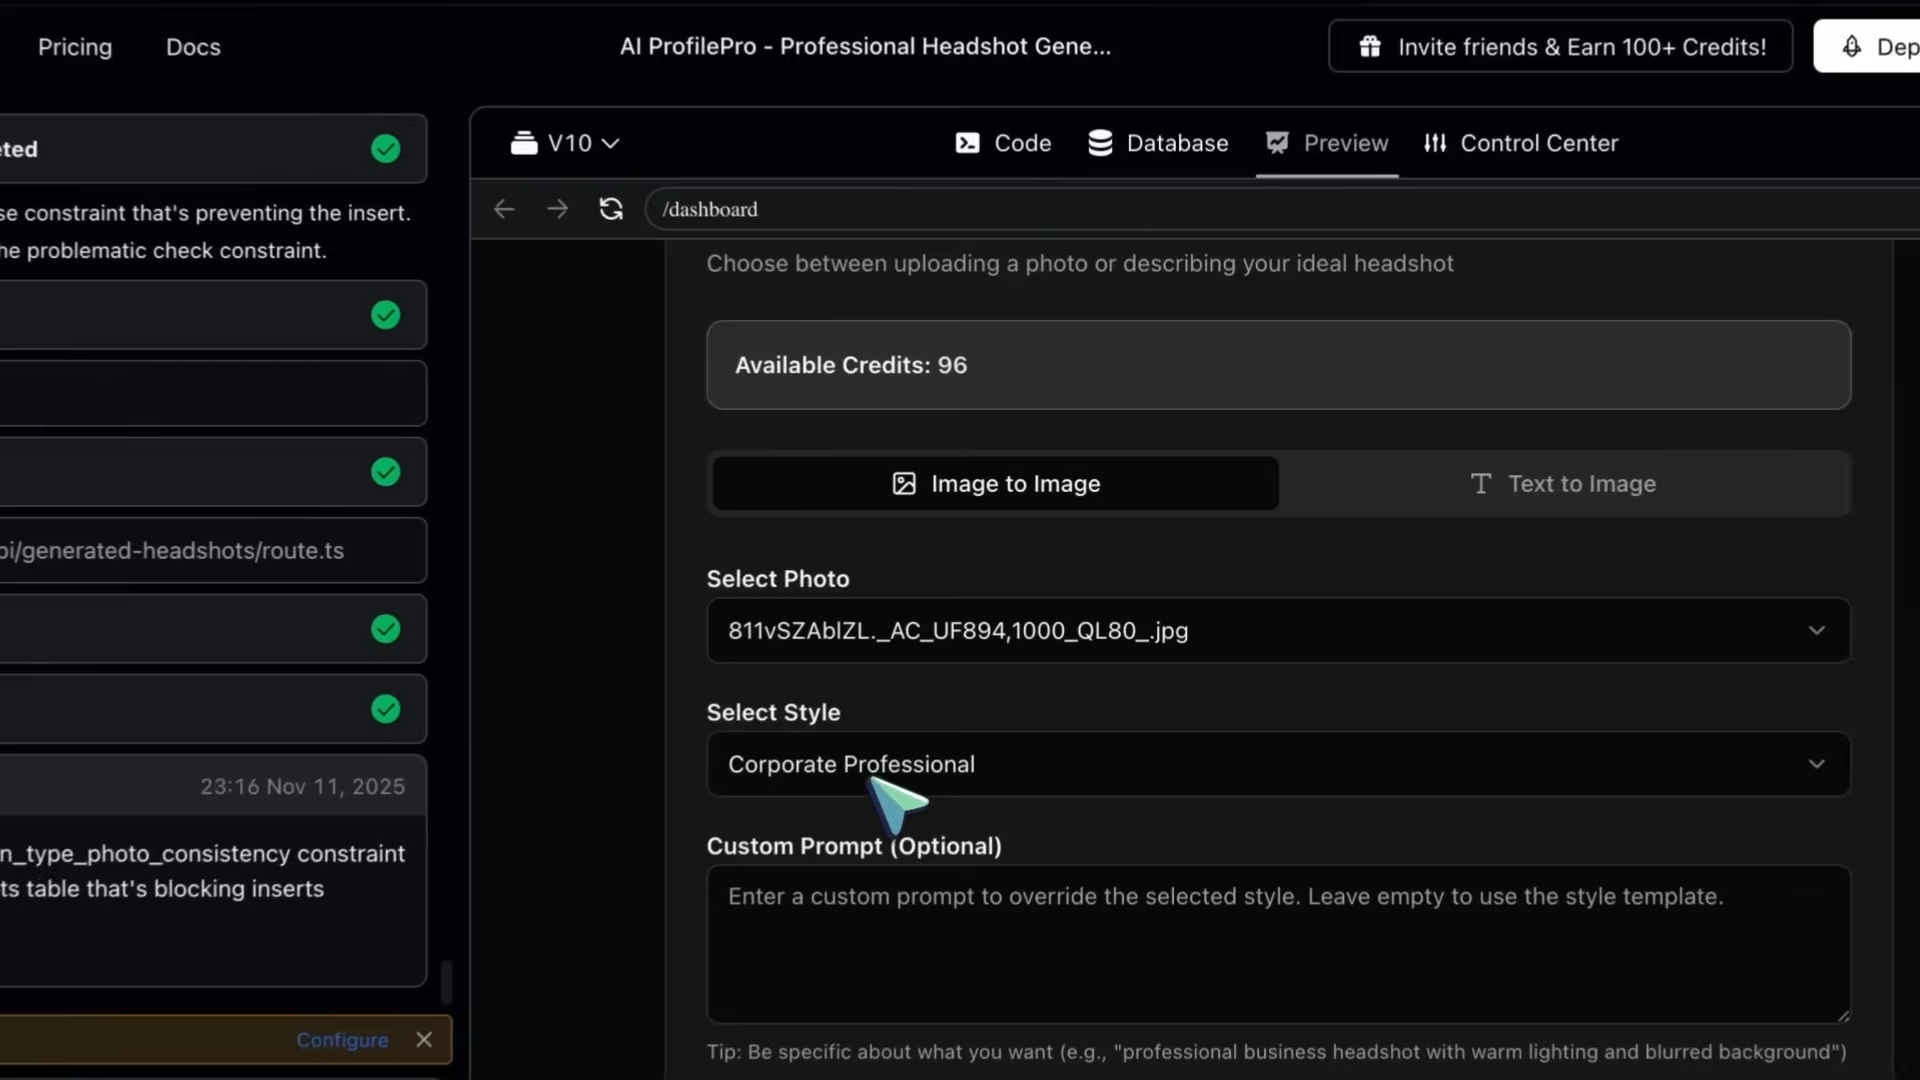 Pricing
Docs
AI ProfilePro - Professional Headshot Gene...
Invite friends & Earn 100+ Credits!
Dep
eted
se constraint that's preventing the insert.
he problematic check constraint.
pi/generated-headshots/route.ts
23:16 Nov 11, 2025
n_type_photo_consistency constraint
ts table that's blocking inserts
Configure
V10
Code
Database
Preview
Control Center
/dashboard
Choose between uploading a photo or describing your ideal headshot
Available Credits: 96
Image to Image
Text to Image
Select Photo
811vSZAblZL._AC_UF894,1000_QL80_.jpg
Select Style
Corporate Professional
Custom Prompt (Optional)
Enter a custom prompt to override the selected style. Leave empty to use the style template.
Tip: Be specific about what you want (e.g., "professional business headshot with warm lighting and blurred background")